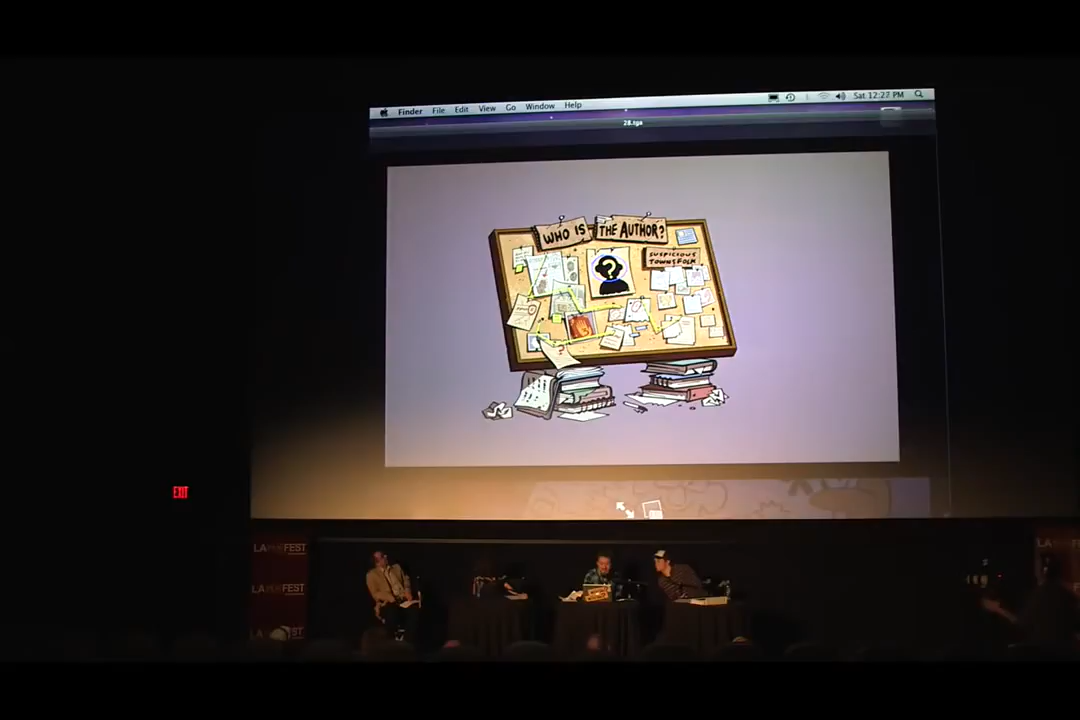 Finder File Edit View Go Window Help Sat 12:27 PM
28.tga
WHO IS THE AUTHOR?
SUSPICIOUS
TOWNSFOLK
?
EXIT
LA FEST
LA FEST
LA
ST